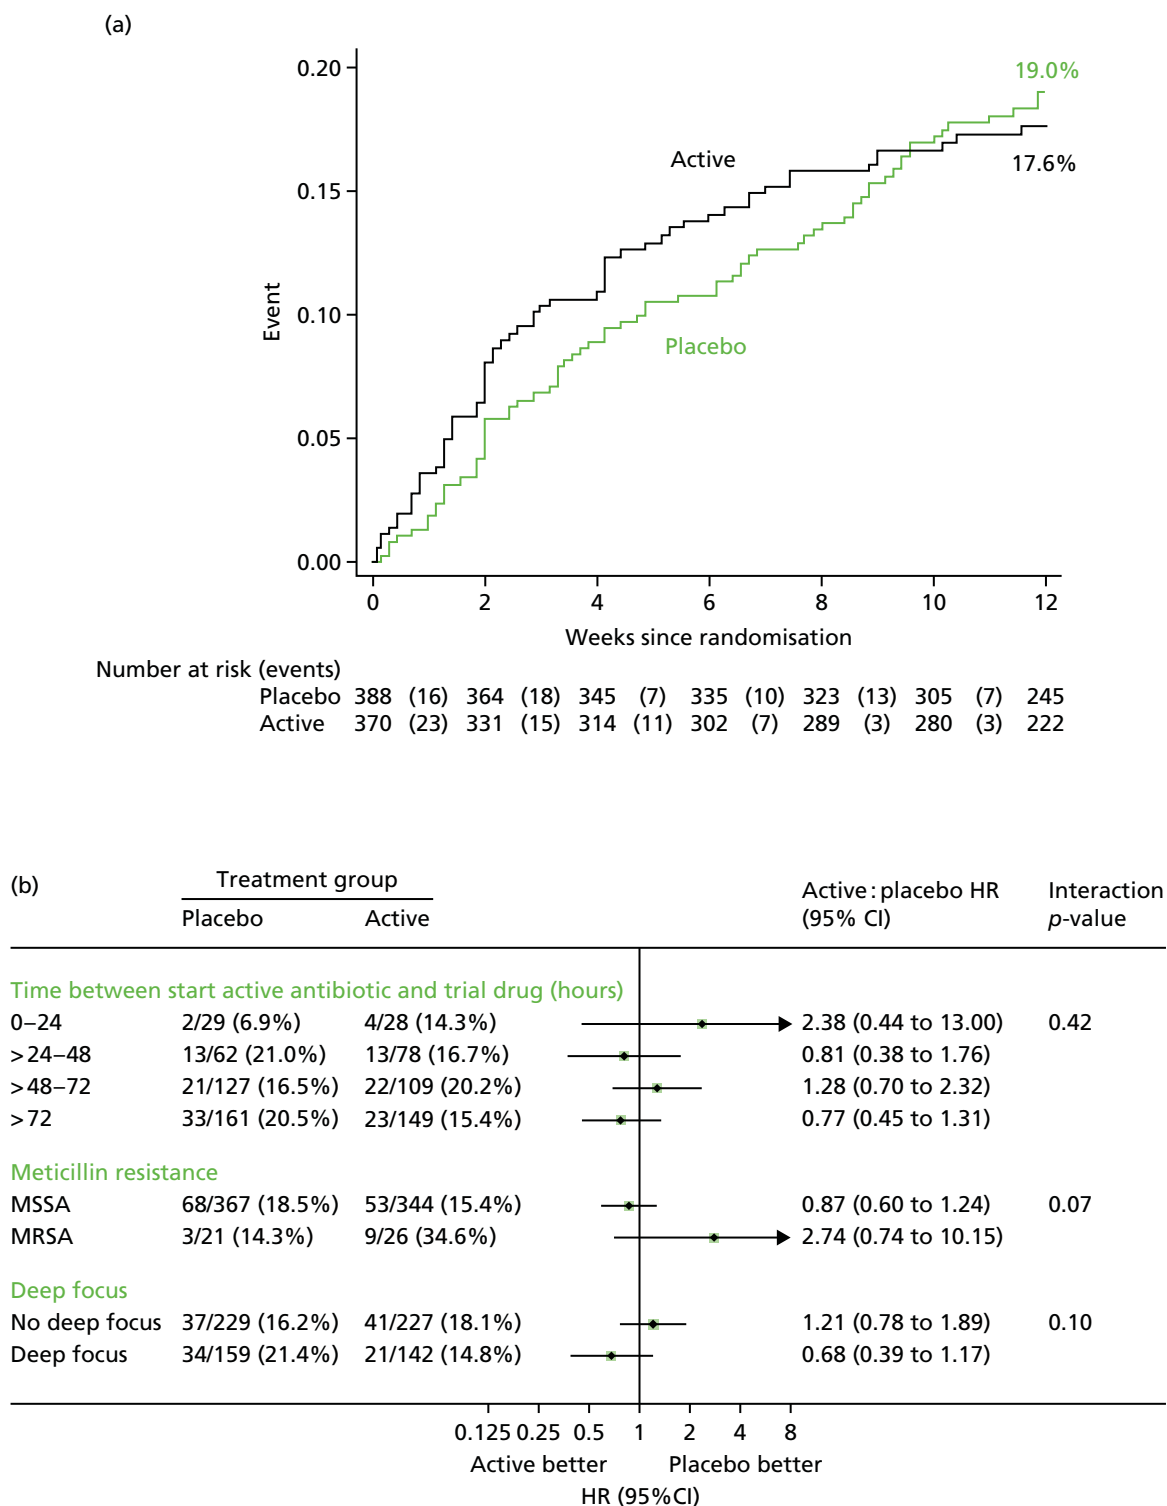 (a)
0.20
0.15
0.10
0.05
0.00
Event
Active
Placebo
19.0%
17.6%
0 2 4 6 8 10 12
Weeks since randomisation
Number at risk (events)
Placebo 388 (16) 364 (18) 345 (7) 335 (10) 323 (13) 305 (7) 245
Active 370 (23) 331 (15) 314 (11) 302 (7) 289 (3) 280 (3) 222
(b) Treatment group Active : placebo HR Interaction
Placebo Active (95% CI) p-value
Time between start active antibiotic and trial drug (hours)
0–24 2/29 (6.9%) 4/28 (14.3%) 2.38 (0.44 to 13.00) 0.42
>24–48 13/62 (21.0%) 13/78 (16.7%) 0.81 (0.38 to 1.76)
>48–72 21/127 (16.5%) 22/109 (20.2%) 1.28 (0.70 to 2.32)
>72 33/161 (20.5%) 23/149 (15.4%) 0.77 (0.45 to 1.31)
Meticillin resistance
MSSA 68/367 (18.5%) 53/344 (15.4%) 0.87 (0.60 to 1.24) 0.07
MRSA 3/21 (14.3%) 9/26 (34.6%) 2.74 (0.74 to 10.15)
Deep focus
No deep focus 37/229 (16.2%) 41/227 (18.1%) 1.21 (0.78 to 1.89) 0.10
Deep focus 34/159 (21.4%) 21/142 (14.8%) 0.68 (0.39 to 1.17)
0.125 0.25 0.5 1 2 4 8
Active better Placebo better
HR (95%CI)